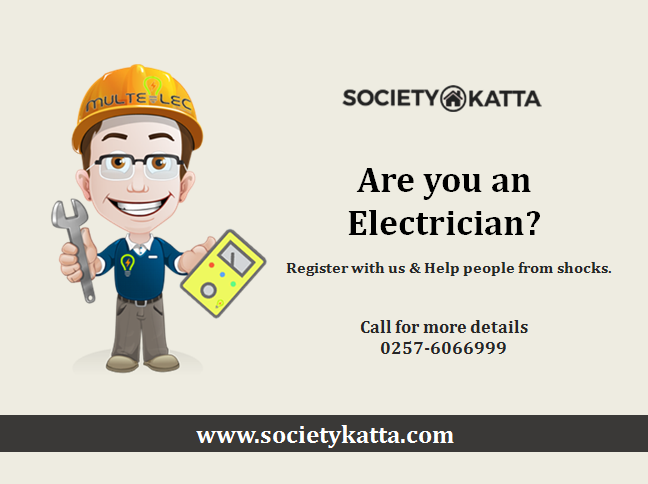 MULTE LEC
SOCIETY KATTA
Are you an
Electrician?
Register with us & Help people from shocks.
Call for more details
0257-6066999
www.societykatta.com